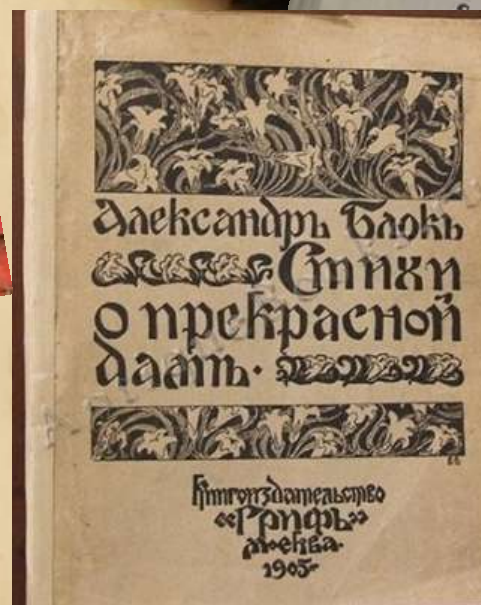 Александръ Блокъ
Стихи
о прекрасной
дамѣ.
Книгоиздательство
«Грифъ»
Москва.
1905